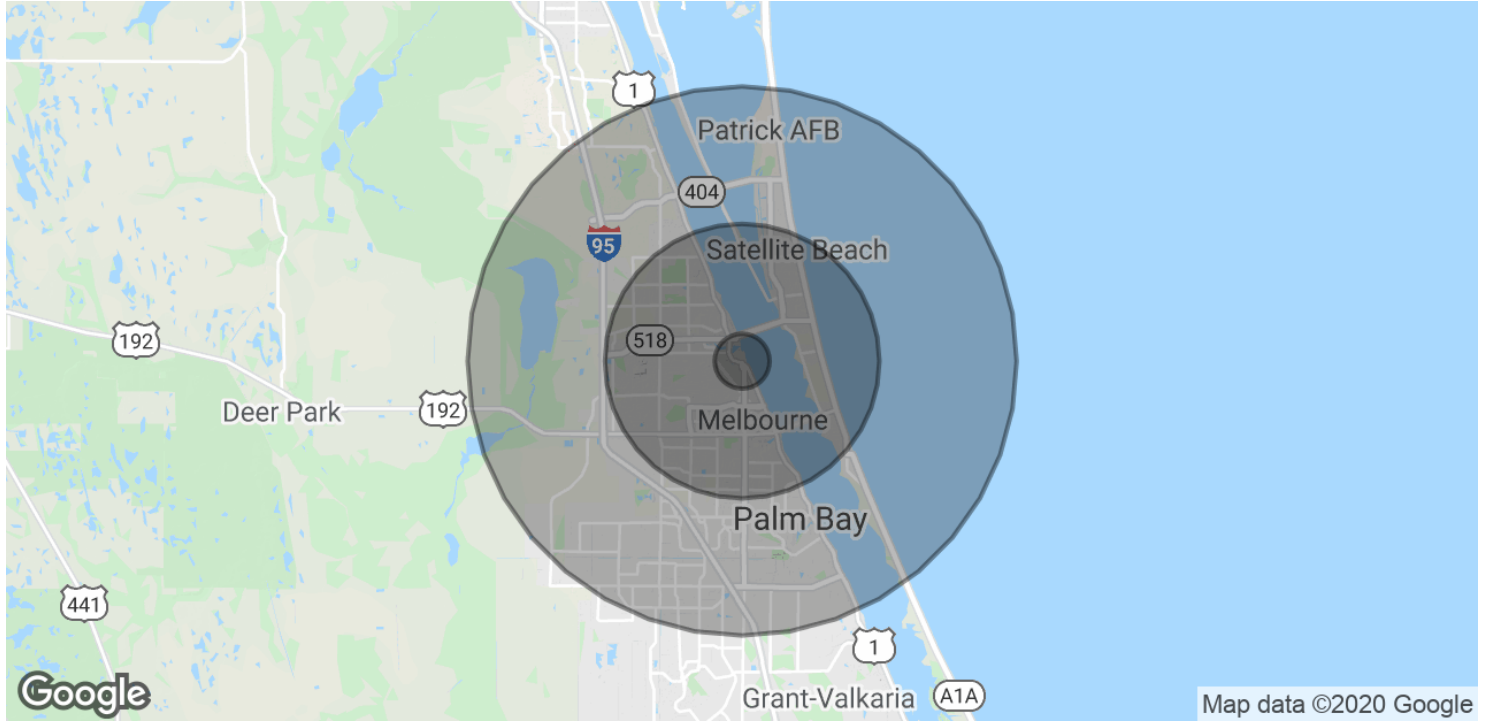 1
Patrick AFB
404
95
Satellite Beach
192
518
Deer Park
192
Melbourne
Palm Bay
441
1
Google
Grant-Valkaria
A1A
Map data ©2020 Google